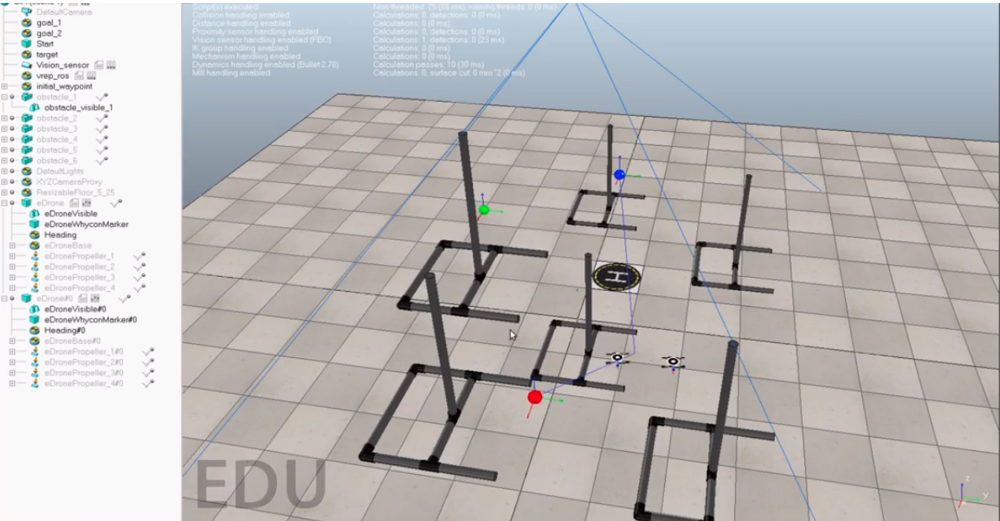 DefaultCamera
goal_1
goal_2
Start
target
Vision_sensor
vrep_ros
initial_waypoint
obstacle_1
obstacle_visible_1
obstacle_2
obstacle_3
obstacle_4
obstacle_5
obstacle_6
DefaultLights
XYZCameraProxy
ResizableFloor_5_25
eDrone
eDroneVisible
eDroneWhyconMarker
Heading
eDroneBase
eDronePropeller_1
eDronePropeller_2
eDronePropeller_3
eDronePropeller_4
eDrone#0
eDroneVisible#0
eDroneWhyconMarker#0
Heading#0
eDroneBase#0
eDronePropeller_1#0
eDronePropeller_2#0
eDronePropeller_3#0
eDronePropeller_4#0
Script(s) executed Non-threaded: 25 (15 ms), running threads: 0 (0 ms)
Collision handling enabled Calculations: 0, detections: 0 (0 ms)
Distance handling enabled Calculations: 0 (0 ms)
Proximity sensor handling enabled Calculations: 0, detections: 0 (0 ms)
Vision sensor handling enabled (FBO) Calculations: 1, detections: 0 (23 ms)
IK group handling enabled Calculations: 0 (0 ms)
Mechanism handling enabled Calculations: 0 (0 ms)
Dynamics handling enabled (Bullet 2.78) Calculation passes: 10 (30 ms)
Mill handling enabled Calculations: 0, surface cut: 0 mm^2 (0 ms)
H
EDU
z
y